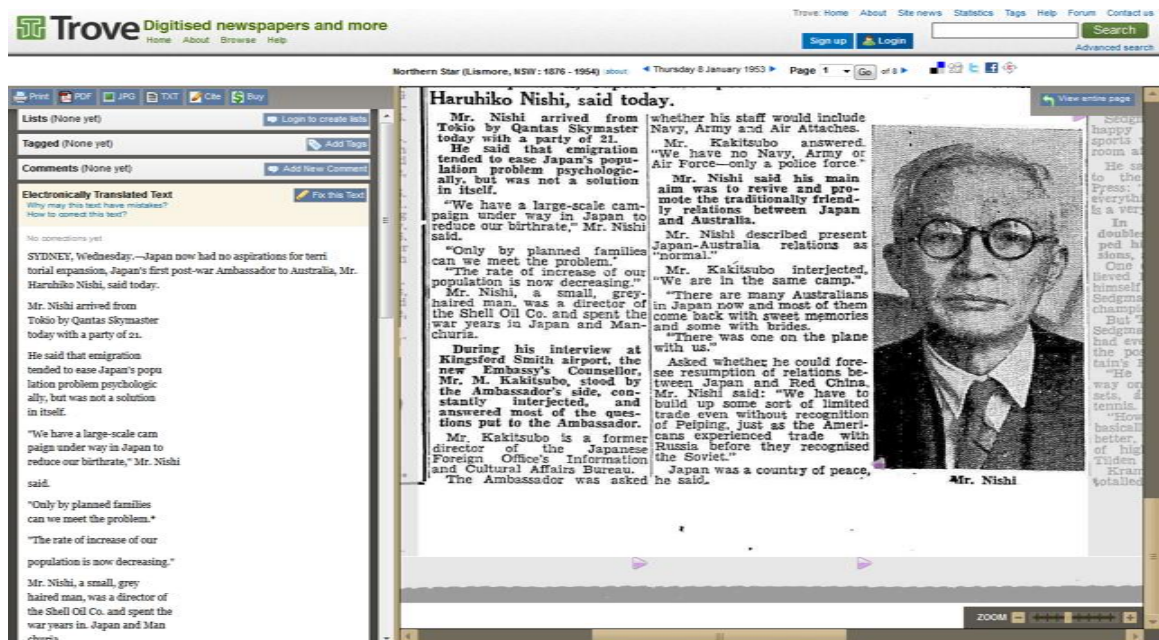 Trove: Home About Site news Statistics Tags Help Forum Contact us
Trove Digitised newspapers and more
Home About Browse Help
Sign up Login Search
Advanced search
Northern Star (Lismore, NSW : 1876 - 1954) about Thursday 8 January 1953 Page 1 Go of 8
Print PDF JPG TXT Cite Buy
Lists (None yet) Login to create lists
Tagged (None yet) Add Tags
Comments (None yet) Add New Comment
Electronically Translated Text Fix this Text
Why may this text have mistakes?
How to correct this text?
No corrections yet
SYDNEY, Wednesday.—Japan now had no aspirations for terri
torial expansion, Japan's first post-war Ambassador to Australia, Mr.
Haruhiko Nishi, said today.
Mr. Nishi arrived from
Tokio by Qantas Skymaster
today with a party of 21.
He said that emigration
tended to ease Japan's popu
lation problem psychologic
ally, but was not a solution
in itself.
"We have a large-scale cam
paign under way in Japan to
reduce our birthrate," Mr. Nishi
said.
"Only by planned families
can we meet the problem.*
"The rate of increase of our
population is now decreasing."
Mr. Nishi, a small, grey
haired man, was a director of
the Shell Oil Co. and spent the
war years in. Japan and Man
churia.
View entire page
Haruhiko Nishi, said today.
Mr. Nishi arrived from
Tokio by Qantas Skymaster
today with a party of 21.
He said that emigration
tended to ease Japan's popu-
lation problem psychologic-
ally, but was not a solution
in itself.
"We have a large-scale cam-
paign under way in Japan to
reduce our birthrate," Mr. Nishi
said.
"Only by planned families
can we meet the problem."
"The rate of increase of our
population is now decreasing."
Mr. Nishi, a small, grey-
haired man, was a director of
the Shell Oil Co. and spent the
war years in Japan and Man-
churia.
During his interview at
Kingsford Smith airport, the
new Embassy's Counsellor,
Mr. M. Kakitsubo, stood by
the Ambassador's side, con-
stantly interjected, and
answered most of the ques-
tions put to the Ambassador.
Mr. Kakitsubo is a former
director of the Japanese
Foreign Office's Information
and Cultural Affairs Bureau.
The Ambassador was asked
whether his staff would include
Navy, Army and Air Attaches.
Mr. Kakitsubo answered.
"We have no Navy, Army or
Air Force—only a police force."
Mr. Nishi said his main
aim was to revive and pro-
mote the traditionally friend-
ly relations between Japan
and Australia.
Mr. Nishi described present
Japan-Australia relations as
"normal."
Mr. Kakitsubo interjected,
"We are in the same camp."
"There are many Australians
in Japan now and most of them
come back with sweet memories
and some with brides.
"There was one on the plane
with us."
Asked whether he could fore-
see resumption of relations be-
tween Japan and Red China,
Mr. Nishi said: "We have to
build up some sort of limited
trade even without recognition
of Peiping, just as the Ameri-
cans experienced trade with
Russia before they recognised
the Soviet."
Japan was a country of peace,
he said.
Mr. Nishi
ZOOM